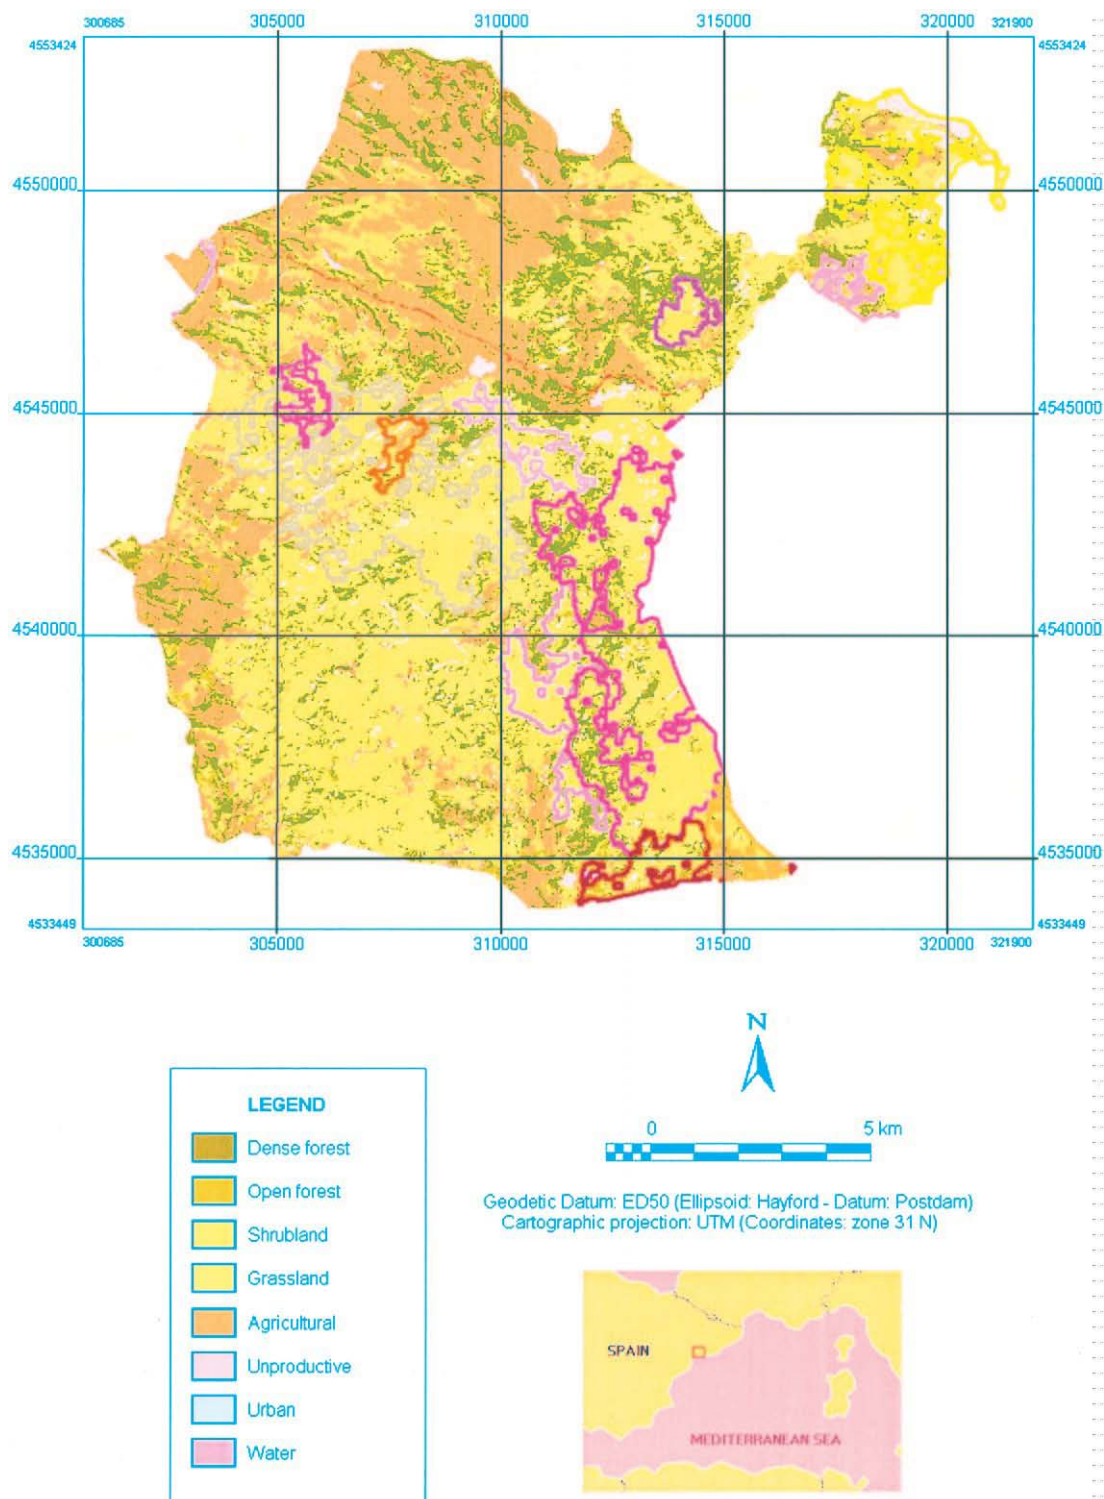 305000 310000 315000 320000
300685 321900
4553424 4553424
4550000 4550000
4545000 4545000
4540000 4540000
4535000 4535000
4533449 4533449
300685 305000 310000 315000 320000 321900
N
0 5 km
Geodetic Datum: ED50 (Ellipsoid: Hayford - Datum: Postdam)
Cartographic projection: UTM (Coordinates: zone 31 N)
LEGEND
Dense forest
Open forest
Shrubland
Grassland
Agricultural
Unproductive
Urban
Water
SPAIN
MEDITERRANEAN SEA